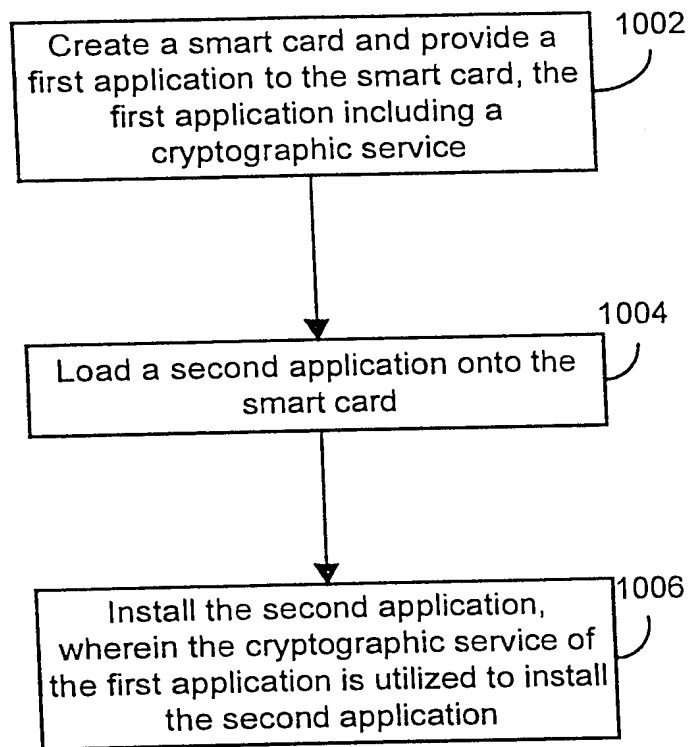 Create a smart card and provide a
first application to the smart card, the
first application including a
cryptographic service
1002
Load a second application onto the
smart card
1004
Install the second application,
wherein the cryptographic service of
the first application is utilized to install
the second application
1006